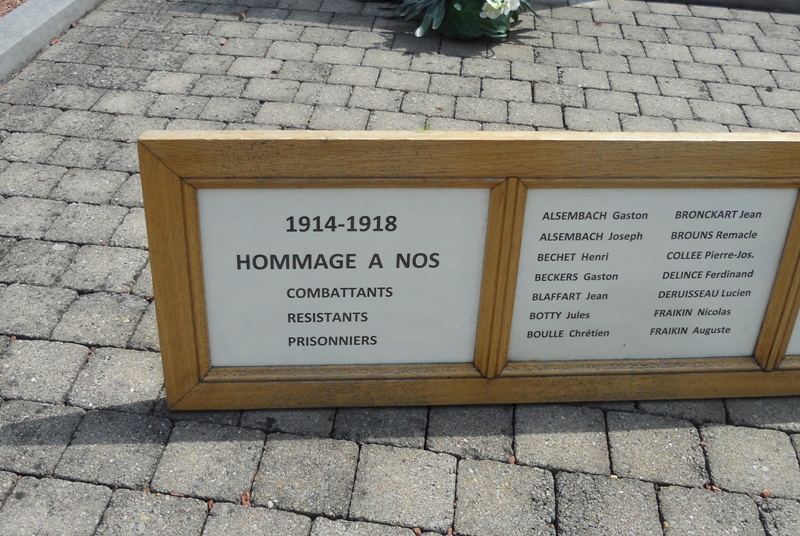 1914-1918
HOMMAGE A NOS
COMBATTANTS
RESISTANTS
PRISONNIERS
ALSEMBACH Gaston
ALSEMBACH Joseph
BECHET Henri
BECKERS Gaston
BLAFFART Jean
BOTTY Jules
BOULLE Chrétien
BRONCKART Jean
BROUNS Remacle
COLLEE Pierre-Jos.
DELINCE Ferdinand
DERUISSEAU Lucien
FRAIKIN Nicolas
FRAIKIN Auguste